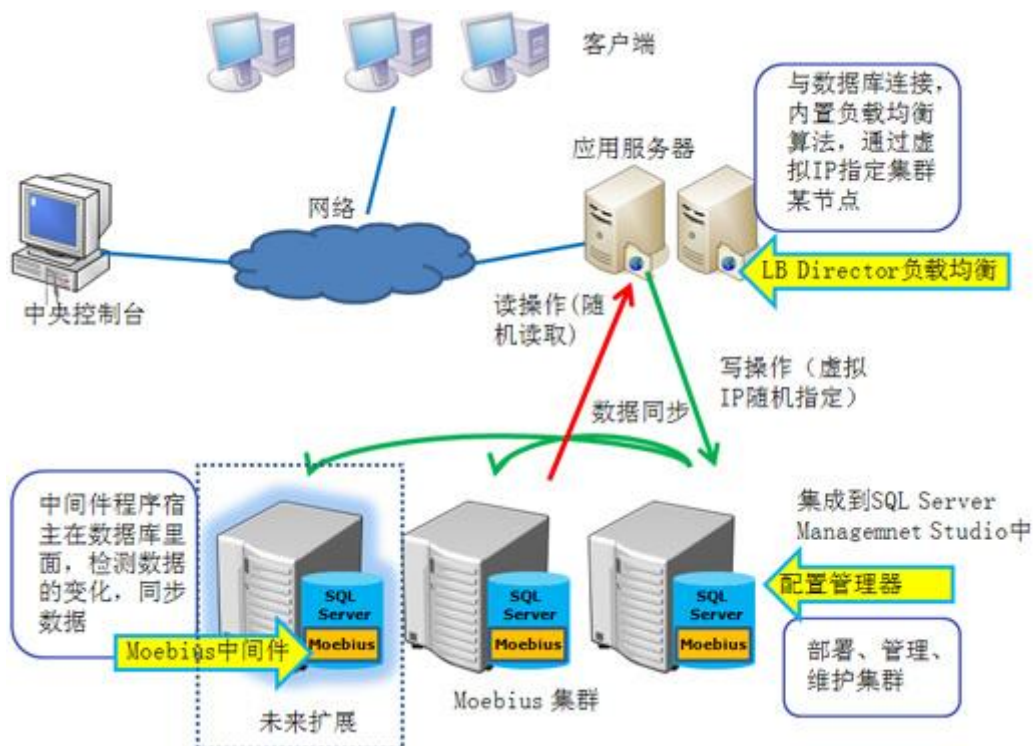 客户端
与数据库连接，
内置负载均衡
算法，通过虚
拟IP指定集群
某节点
应用服务器
网络
LB Director负载均衡
中央控制台
读操作(随
机读取)
写操作（虚拟
IP随机指定）
数据同步
中间件程序宿
主在数据库里
面，检测数据
的变化，同步
数据
集成到SQL Server
Managemnet Studio中
配置管理器
SQL
Server
Moebius
SQL
Server
Moebius
SQL
Server
Moebius
Moebius中间件
部署、管理、
维护集群
Moebius 集群
未来扩展